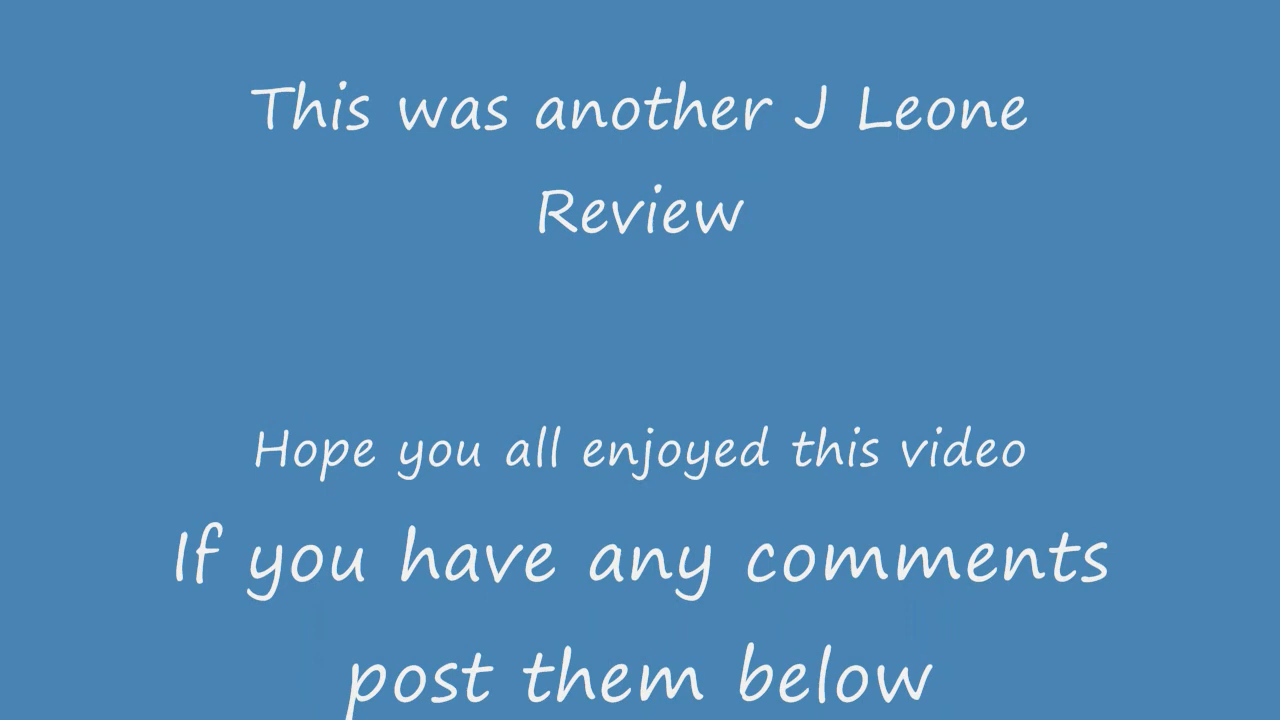 This was another J Leone
Review
Hope you all enjoyed this video
If you have any comments
post them below